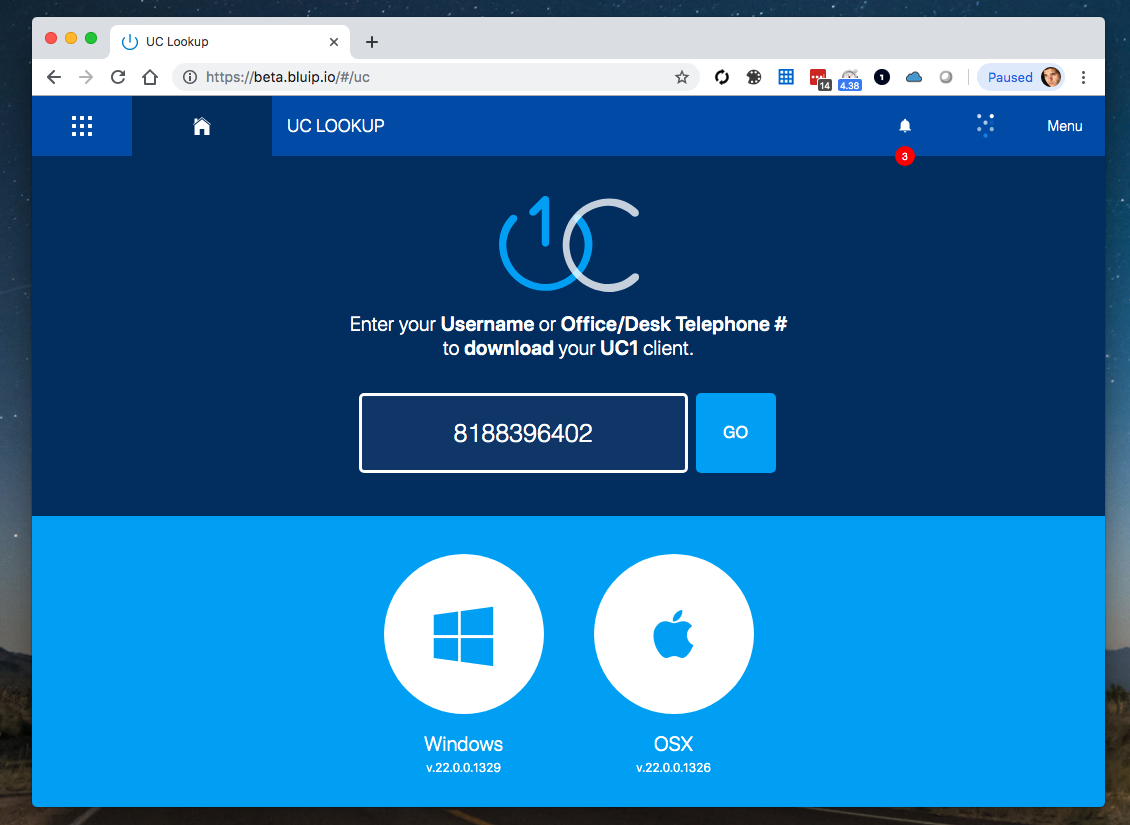 UC Lookup
https://beta.bluip.io/#/uc
14
4.38
1
Paused
UC LOOKUP
3
Menu
1
UC
Enter your Username or Office/Desk Telephone #
to download your UC1 client.
8188396402
GO
Windows
OSX
v.22.0.0.1329
v.22.0.0.1326